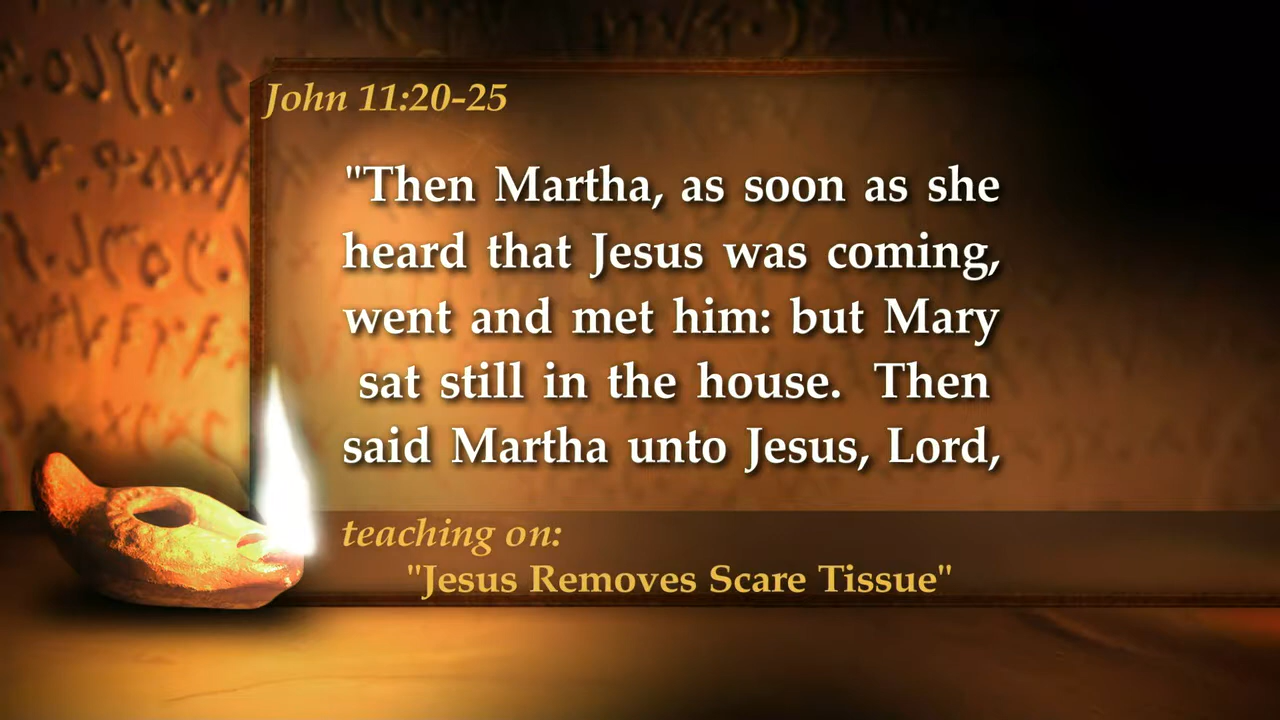 John 11:20-25
"Then Martha, as soon as she
heard that Jesus was coming,
went and met him: but Mary
sat still in the house. Then
said Martha unto Jesus, Lord,
teaching on:
"Jesus Removes Scare Tissue"